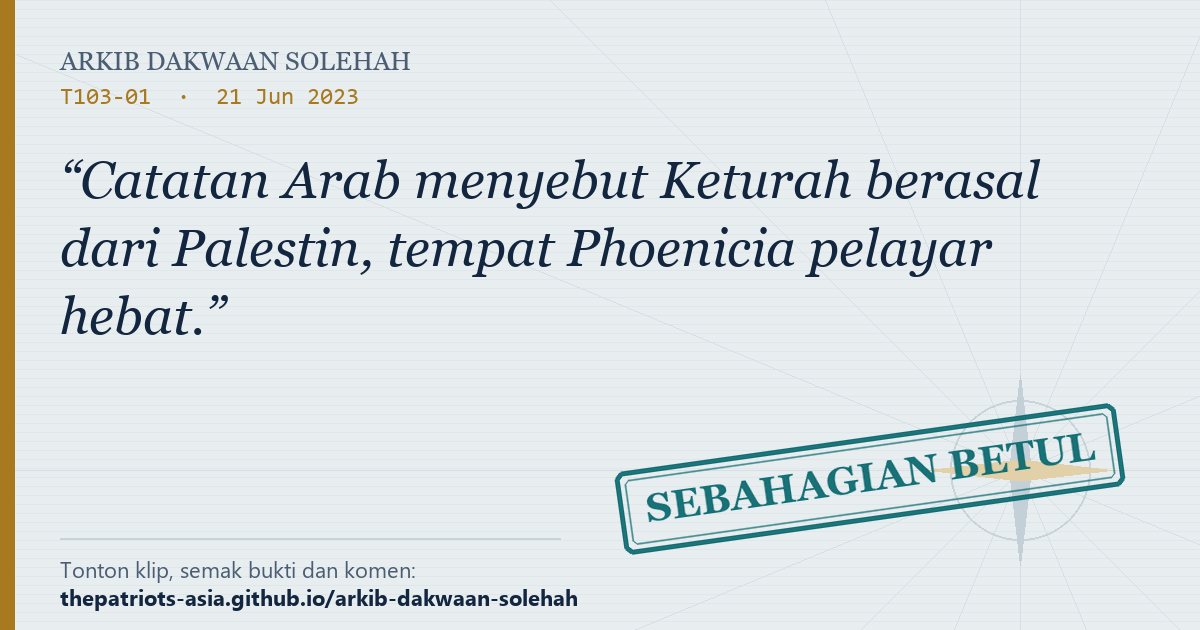 ARKIB DAKWAAN SOLEHAH
T103-01 · 21 Jun 2023
“Catatan Arab menyebut Keturah berasal
dari Palestin, tempat Phoenicia pelayar
hebat.”
SEBAHAGIAN BETUL
Tonton klip, semak bukti dan komen:
thepatriots-asia.github.io/arkib-dakwaan-solehah